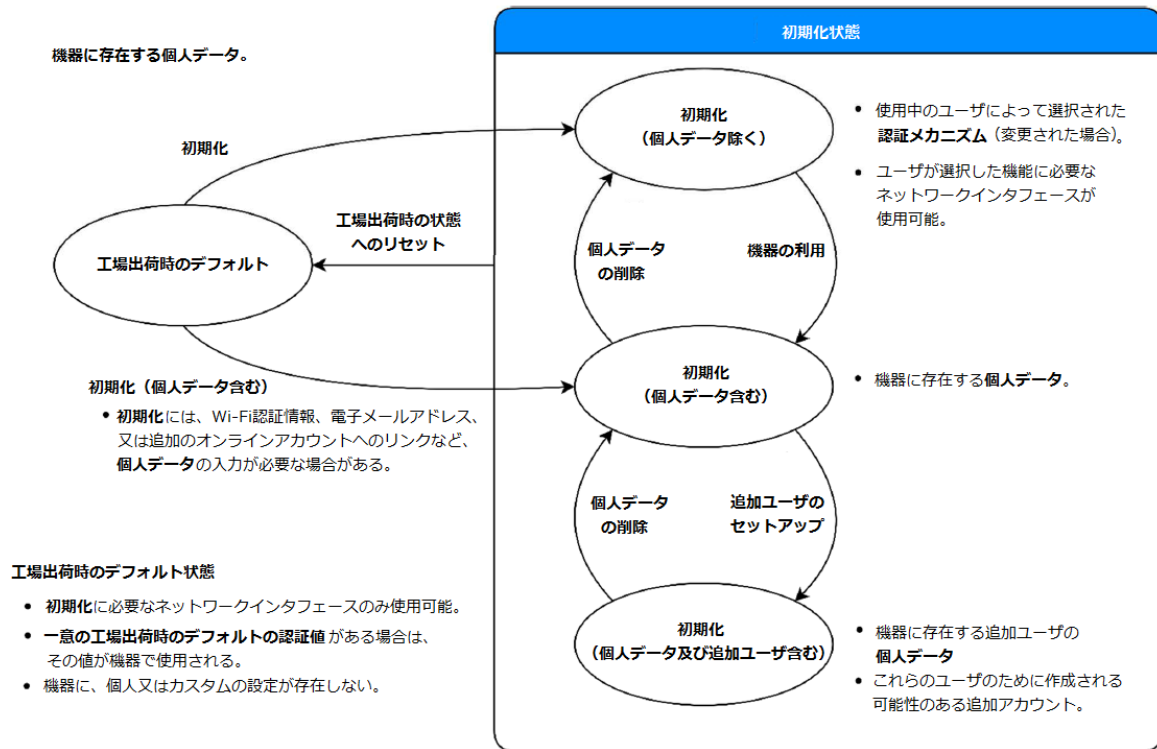 初期化状態
機器に存在する個人データ。
初期化
(個人データ除く)
• 使用中のユーザによって選択された
認証メカニズム(変更された場合)。
• ユーザが選択した機能に必要な
ネットワークインタフェースが
使用可能。
初期化
工場出荷時の状態
へのリセット
個人データ
の削除
機器の利用
工場出荷時のデフォルト
初期化(個人データ含む)
• 初期化には、Wi-Fi認証情報、電子メールアドレス、
又は追加のオンラインアカウントへのリンクなど、
個人データの入力が必要な場合がある。
初期化
(個人データ含む)
• 機器に存在する個人データ。
個人データ
の削除
追加ユーザの
セットアップ
工場出荷時のデフォルト状態
• 初期化に必要なネットワークインタフェースのみ使用可能。
• 一意の工場出荷時のデフォルトの認証値 がある場合は、
その値が機器で使用される。
• 機器に、個人又はカスタムの設定が存在しない。
初期化
(個人データ及び追加ユーザ含む)
• 機器に存在する追加ユーザの
個人データ
• これらのユーザのために作成される
可能性のある追加アカウント。